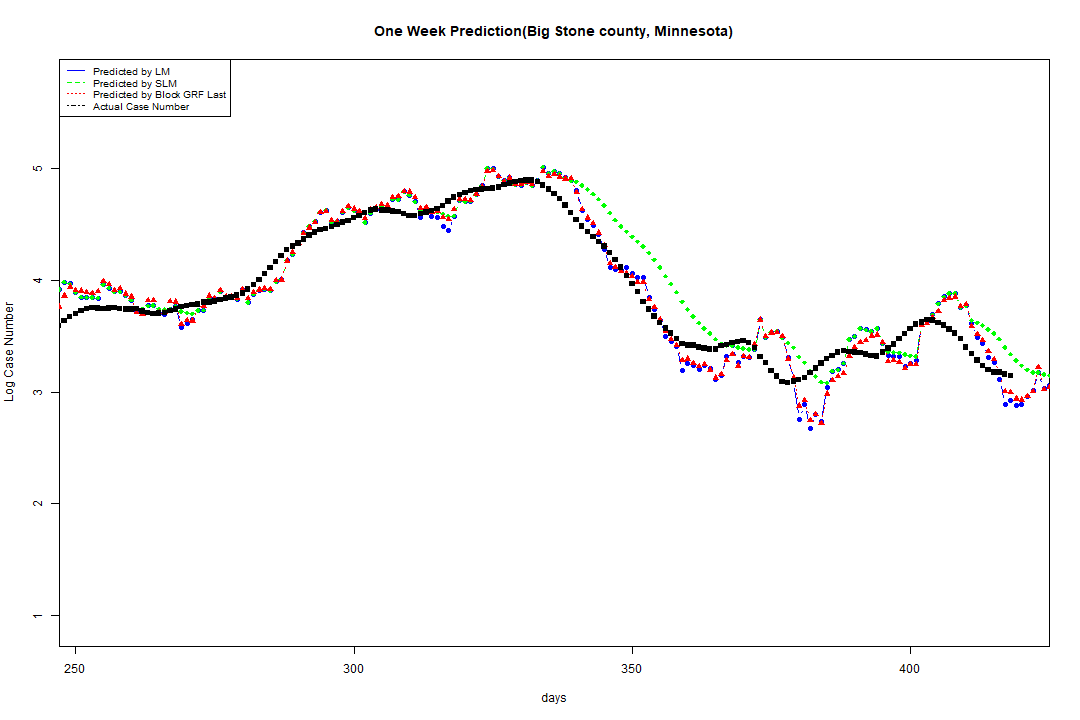 One Week Prediction(Big Stone county, Minnesota)
Predicted by LM
Predicted by SLM
Predicted by Block GRF Last
Actual Case Number
5
4
3
2
1
Log Case Number
250 300 350 400
days